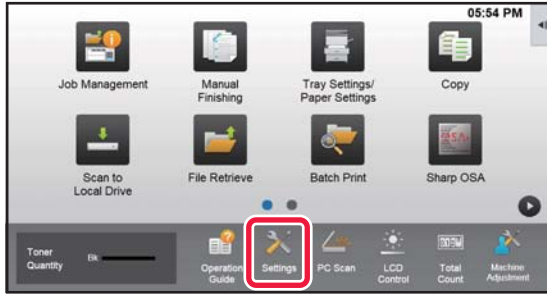 05:54 PM
Job Management
Manual
Finishing
Tray Settings/
Paper Settings
Copy
Scan to
Local Drive
File Retrieve
Batch Print
Sharp OSA
Toner
Quantity
Bk
Operation
Guide
Settings
PC Scan
LCD
Control
Total
Count
Machine
Adjustment